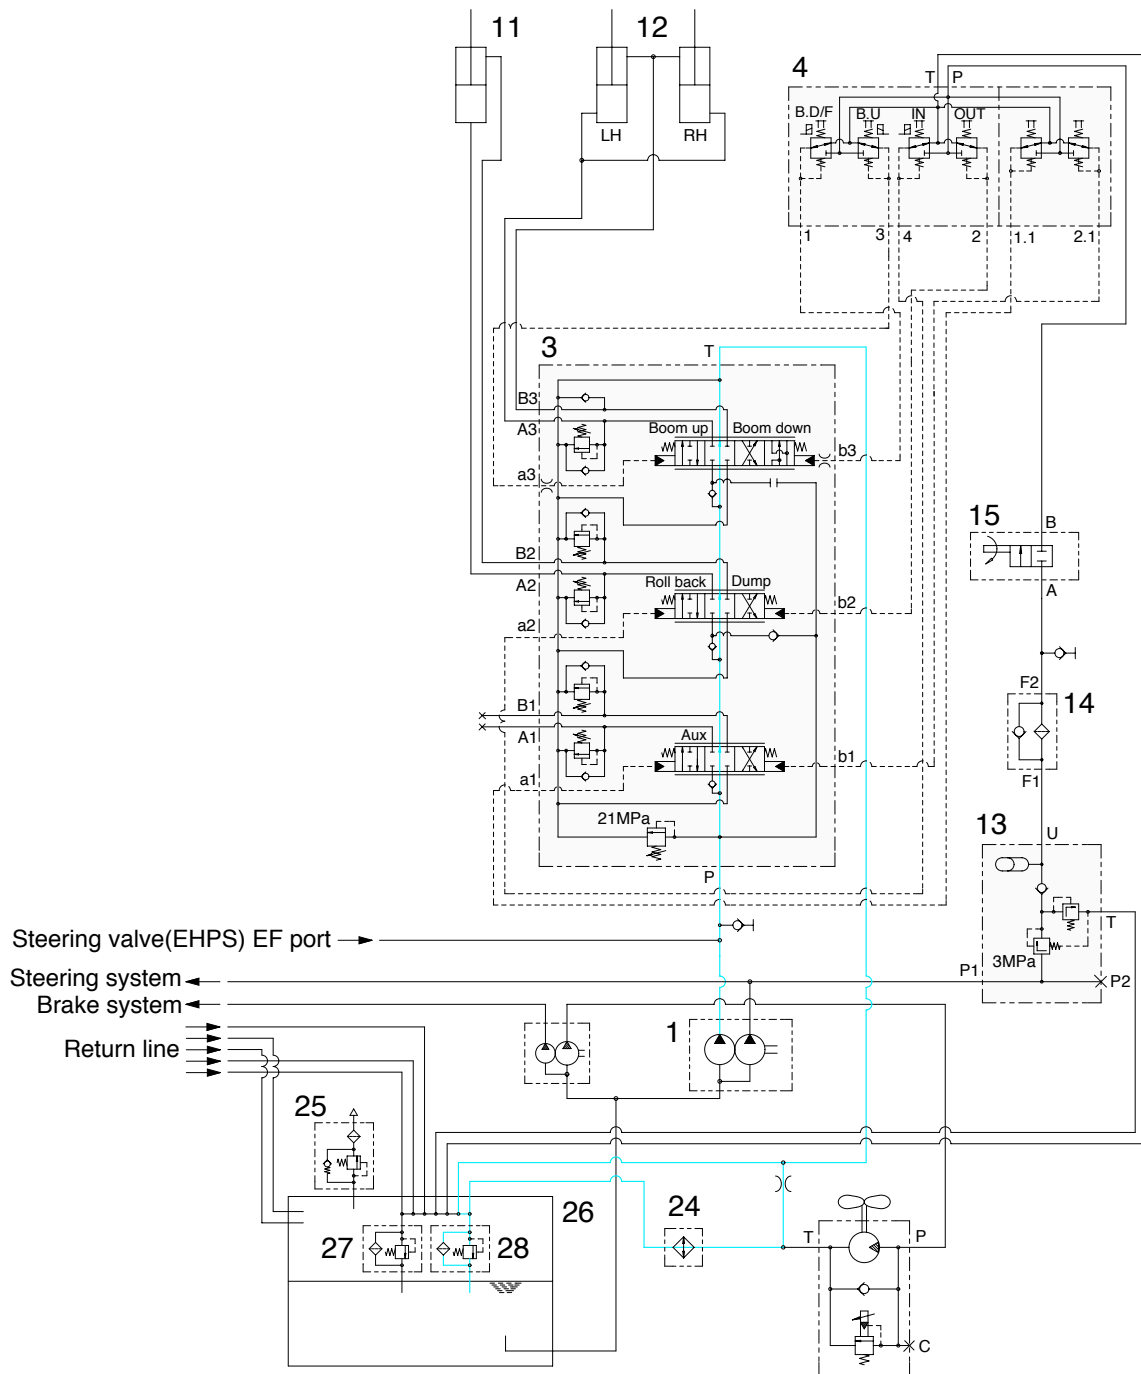 11
12
4
T P
B.D/F B.U IN OUT
LH RH
1 3 4 2 1.1 2.1
3
T
B3
A3
Boom up Boom down
a3 b3
15
B
A
B2
A2
Roll back Dump
a2 b2
F2
14
F1
B1
A1
Aux
a1 b1
21MPa
P
13
U
T
3MPa
P1 P2
Steering valve(EHPS) EF port
Steering system
Brake system
Return line
1
25
26
27
28
24
T P
C